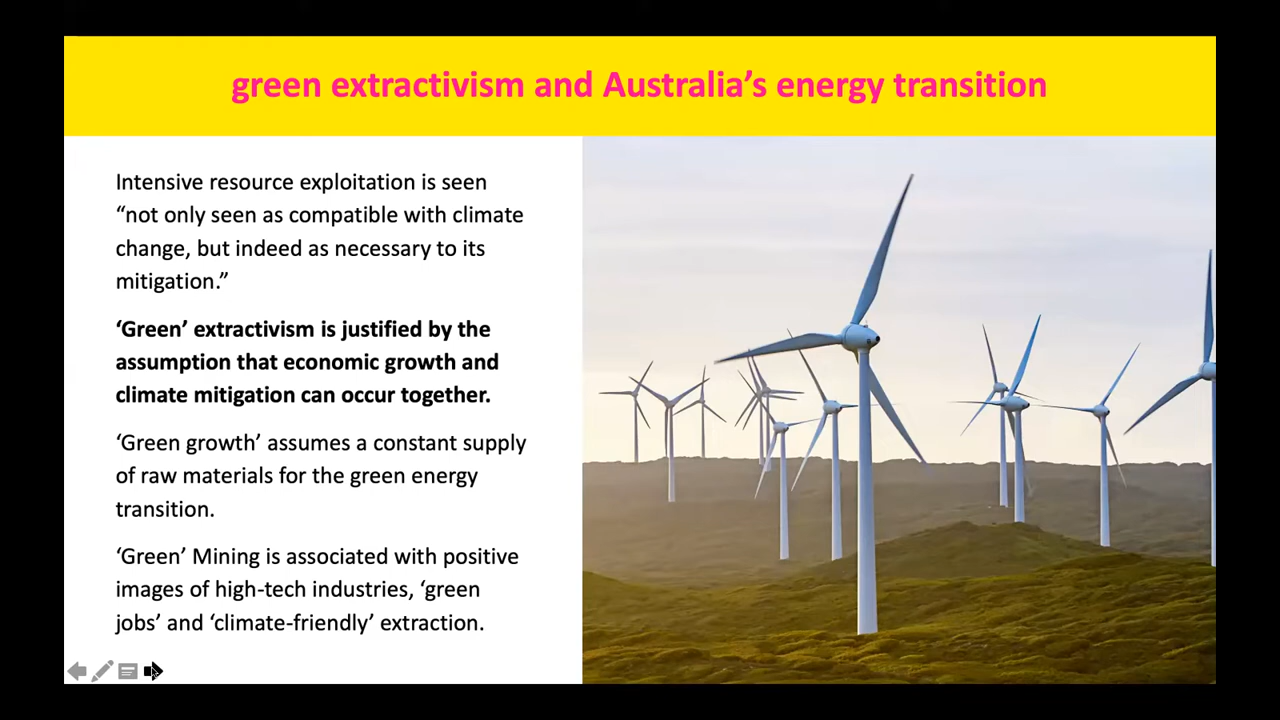 green extractivism and Australia’s energy transition
Intensive resource exploitation is seen
“not only seen as compatible with climate
change, but indeed as necessary to its
mitigation.”
‘Green’ extractivism is justified by the
assumption that economic growth and
climate mitigation can occur together.
‘Green growth’ assumes a constant supply
of raw materials for the green energy
transition.
‘Green’ Mining is associated with positive
images of high-tech industries, ‘green
jobs’ and ‘climate-friendly’ extraction.